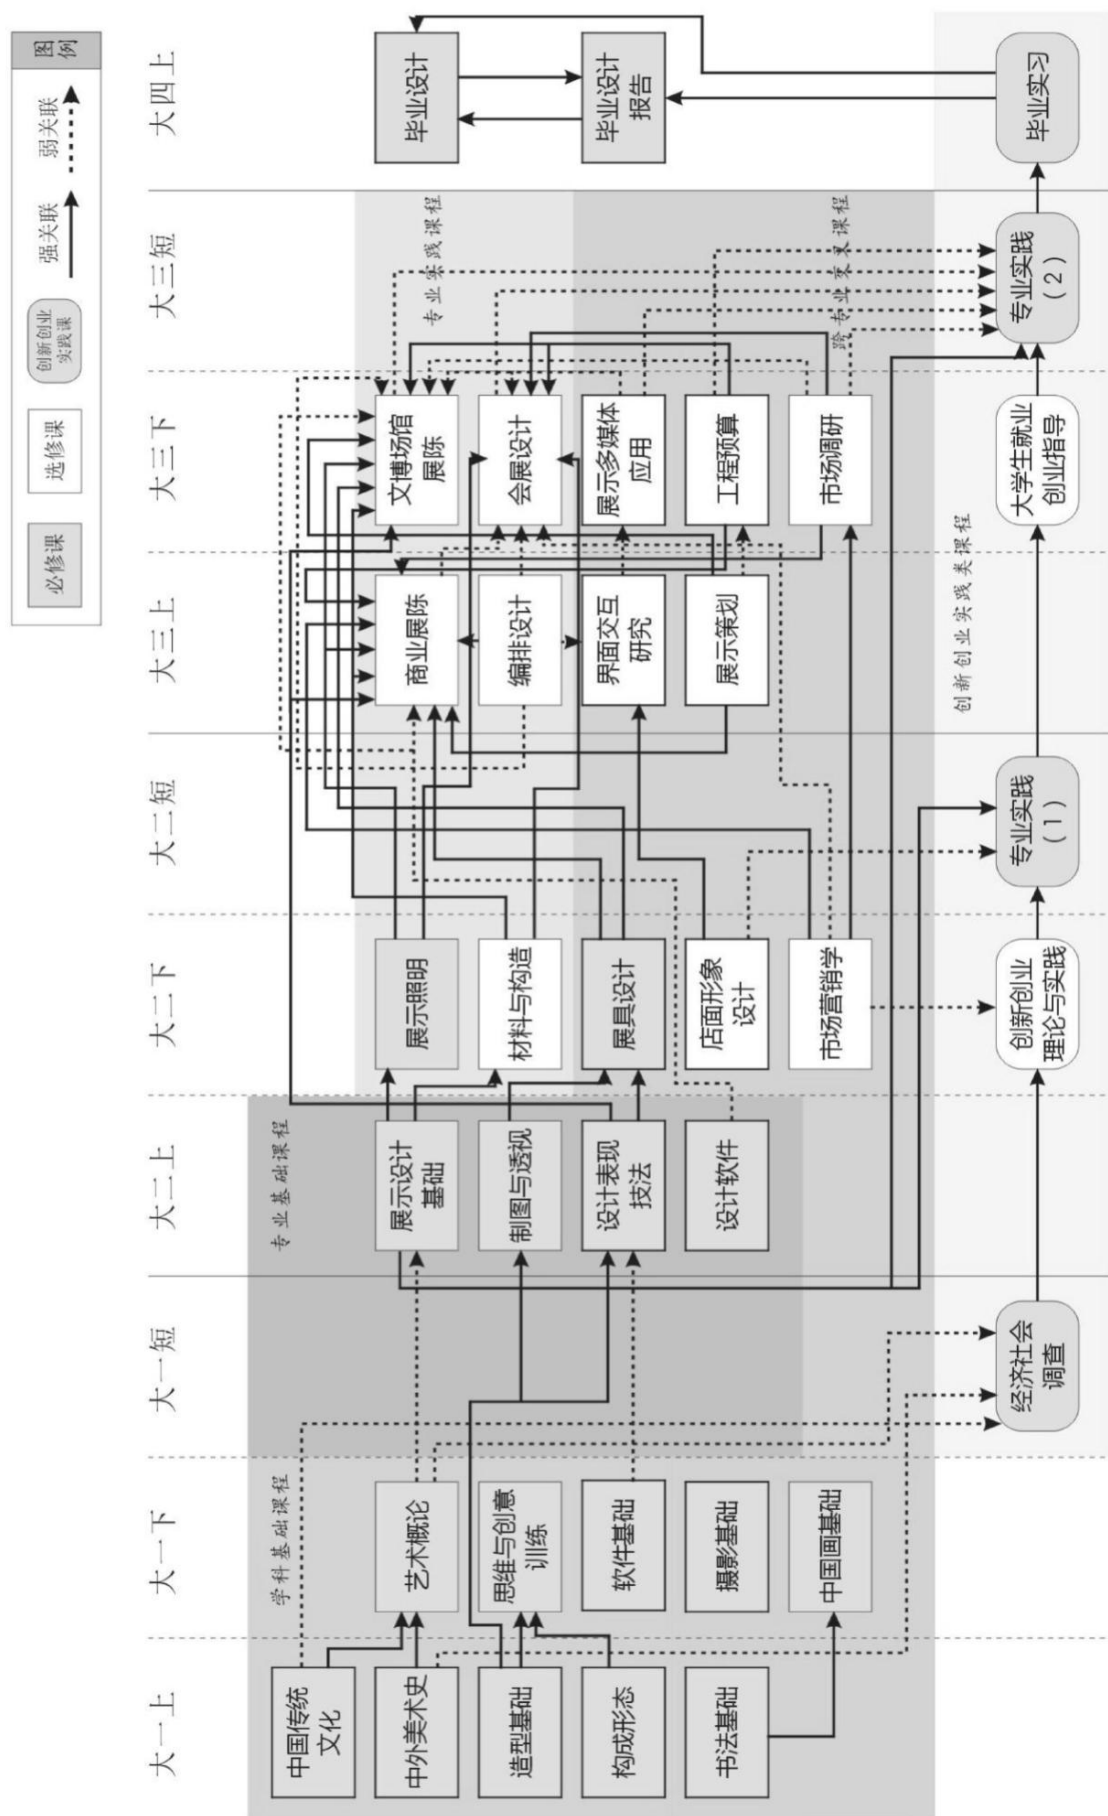 图
例
强关联
弱关联
创新创业
实践课
选修课
必修课
大一上
大一下
大一短
大二上
大二下
大二短
大三上
大三下
大三短
大四上
学科基础课程
专业基础课程
专业实践课程
跨专业交叉课程
创新创业实践类课程
中国传统
文化
中外美术史
造型基础
构成形态
书法基础
艺术概论
思维与创意
训练
软件基础
摄影基础
中国画基础
经济社会
调查
展示设计
基础
制图与透视
设计表现
技法
设计软件
展示照明
材料与构造
展具设计
店面形象
设计
市场营销学
创新创业
理论与实践
专业实践
(1)
商业展陈
编排设计
界面交互
研究
展示策划
文博场馆
展陈
会展设计
展示多媒体
应用
工程预算
市场调研
大学生就业
创业指导
专业实践
(2)
毕业设计
毕业设计
报告
毕业实习